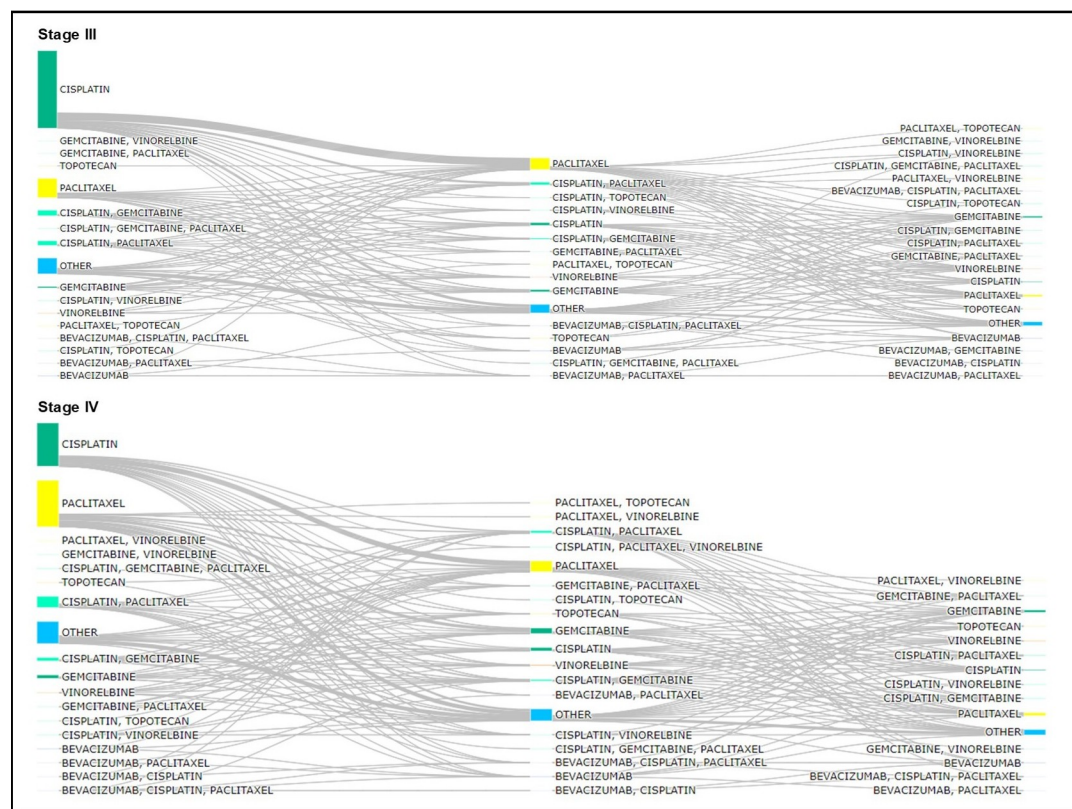 Stage III
CISPLATIN
GEMCITABINE, VINORELBINE
GEMCITABINE, PACLITAXEL
TOPOTECAN
PACLITAXEL
CISPLATIN, GEMCITABINE
CISPLATIN, GEMCITABINE, PACLITAXEL
CISPLATIN, PACLITAXEL
OTHER
GEMCITABINE
CISPLATIN, VINORELBINE
VINORELBINE
PACLITAXEL, TOPOTECAN
BEVACIZUMAB, CISPLATIN, PACLITAXEL
CISPLATIN, TOPOTECAN
BEVACIZUMAB, PACLITAXEL
BEVACIZUMAB
PACLITAXEL
CISPLATIN, PACLITAXEL
CISPLATIN, TOPOTECAN
CISPLATIN, VINORELBINE
CISPLATIN
CISPLATIN, GEMCITABINE
GEMCITABINE, PACLITAXEL
PACLITAXEL, TOPOTECAN
VINORELBINE
GEMCITABINE
OTHER
BEVACIZUMAB, CISPLATIN, PACLITAXEL
TOPOTECAN
BEVACIZUMAB
CISPLATIN, GEMCITABINE, PACLITAXEL
BEVACIZUMAB, PACLITAXEL
PACLITAXEL, TOPOTECAN
GEMCITABINE, VINORELBINE
CISPLATIN, VINORELBINE
CISPLATIN, GEMCITABINE, PACLITAXEL
PACLITAXEL, VINORELBINE
BEVACIZUMAB, CISPLATIN, PACLITAXEL
CISPLATIN, TOPOTECAN
GEMCITABINE
CISPLATIN, GEMCITABINE
CISPLATIN, PACLITAXEL
GEMCITABINE, PACLITAXEL
VINORELBINE
CISPLATIN
PACLITAXEL
TOPOTECAN
OTHER
BEVACIZUMAB
BEVACIZUMAB, GEMCITABINE
BEVACIZUMAB, CISPLATIN
BEVACIZUMAB, PACLITAXEL
Stage IV
CISPLATIN
PACLITAXEL
PACLITAXEL, VINORELBINE
GEMCITABINE, VINORELBINE
CISPLATIN, GEMCITABINE, PACLITAXEL
TOPOTECAN
CISPLATIN, PACLITAXEL
OTHER
CISPLATIN, GEMCITABINE
GEMCITABINE
VINORELBINE
GEMCITABINE, PACLITAXEL
CISPLATIN, TOPOTECAN
CISPLATIN, VINORELBINE
BEVACIZUMAB
BEVACIZUMAB, PACLITAXEL
BEVACIZUMAB, CISPLATIN
BEVACIZUMAB, CISPLATIN, PACLITAXEL
PACLITAXEL, TOPOTECAN
PACLITAXEL, VINORELBINE
CISPLATIN, PACLITAXEL
CISPLATIN, PACLITAXEL, VINORELBINE
PACLITAXEL
GEMCITABINE, PACLITAXEL
CISPLATIN, TOPOTECAN
TOPOTECAN
GEMCITABINE
CISPLATIN
VINORELBINE
CISPLATIN, GEMCITABINE
BEVACIZUMAB, PACLITAXEL
OTHER
CISPLATIN, VINORELBINE
CISPLATIN, GEMCITABINE, PACLITAXEL
BEVACIZUMAB, CISPLATIN, PACLITAXEL
BEVACIZUMAB
BEVACIZUMAB, CISPLATIN
PACLITAXEL, VINORELBINE
GEMCITABINE, PACLITAXEL
GEMCITABINE
TOPOTECAN
VINORELBINE
CISPLATIN, PACLITAXEL
CISPLATIN
CISPLATIN, VINORELBINE
CISPLATIN, GEMCITABINE
PACLITAXEL
OTHER
GEMCITABINE, VINORELBINE
BEVACIZUMAB
BEVACIZUMAB, CISPLATIN, PACLITAXEL
BEVACIZUMAB, PACLITAXEL